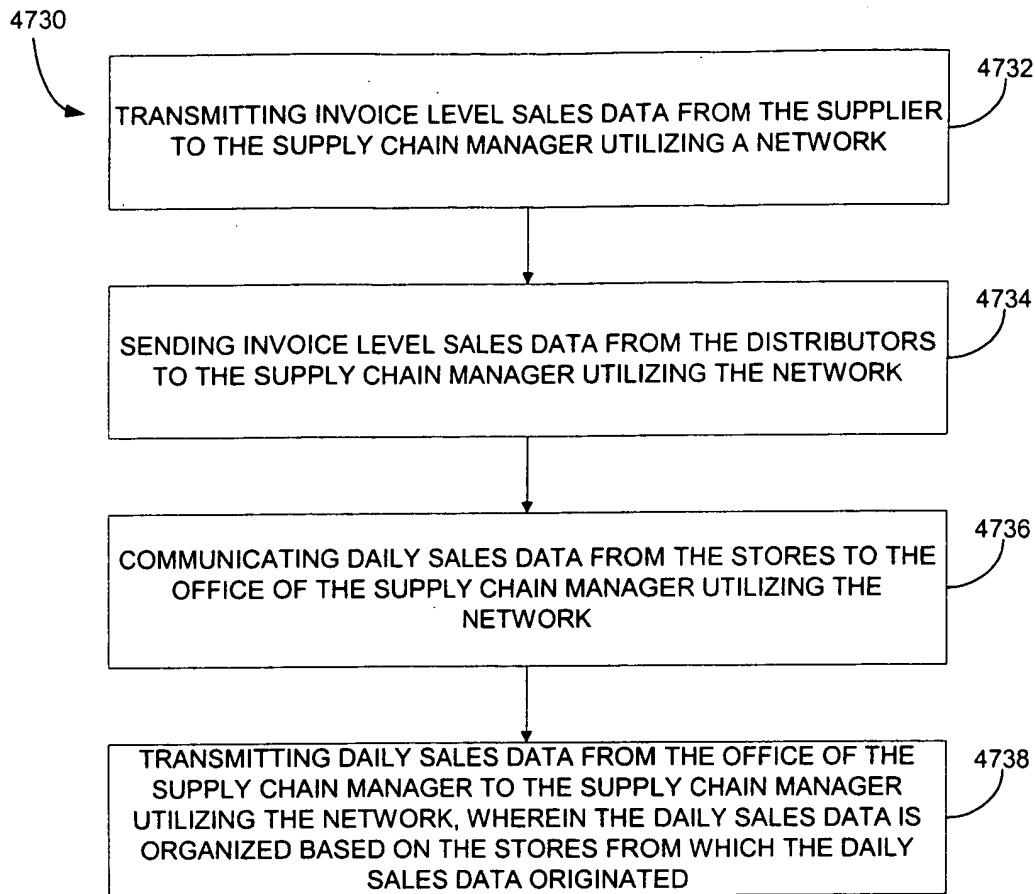 4730
4732
TRANSMITTING INVOICE LEVEL SALES DATA FROM THE SUPPLIER
TO THE SUPPLY CHAIN MANAGER UTILIZING A NETWORK
4734
SENDING INVOICE LEVEL SALES DATA FROM THE DISTRIBUTORS
TO THE SUPPLY CHAIN MANAGER UTILIZING THE NETWORK
4736
COMMUNICATING DAILY SALES DATA FROM THE STORES TO THE
OFFICE OF THE SUPPLY CHAIN MANAGER UTILIZING THE
NETWORK
4738
TRANSMITTING DAILY SALES DATA FROM THE OFFICE OF THE
SUPPLY CHAIN MANAGER TO THE SUPPLY CHAIN MANAGER
UTILIZING THE NETWORK, WHEREIN THE DAILY SALES DATA IS
ORGANIZED BASED ON THE STORES FROM WHICH THE DAILY
SALES DATA ORIGINATED